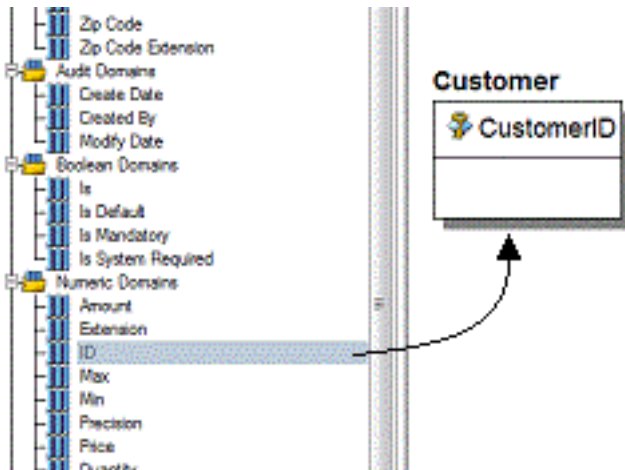 Zip Code
Zip Code Extension
Audit Domains
Create Date
Created By
Modify Date
Boolean Domains
Is
Is Default
Is Mandatory
Is System Required
Numeric Domains
Amount
Extension
ID
Max
Min
Precision
Price
Quantity
Customer
CustomerID